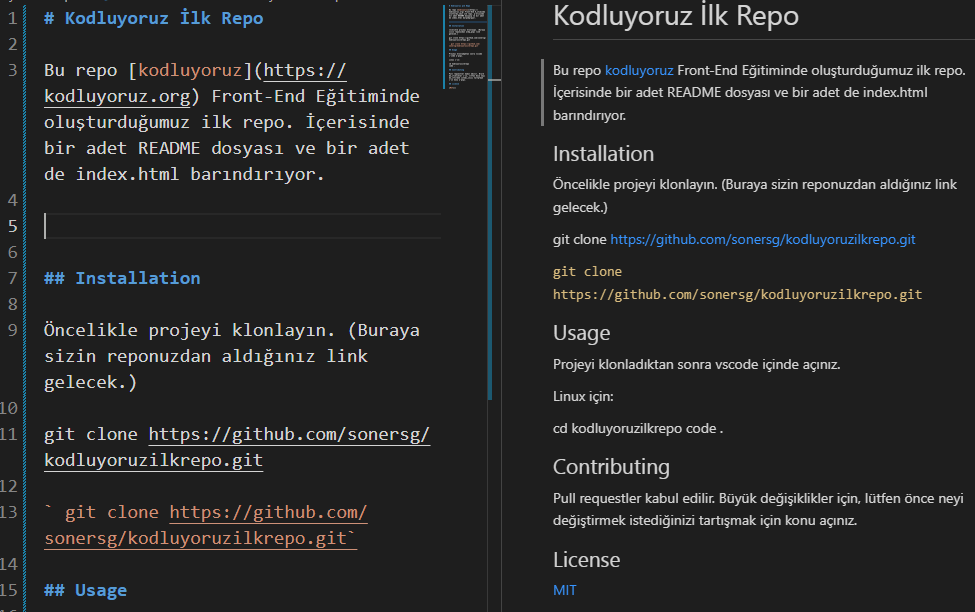 1 # Kodluyoruz İlk Repo
2
3 Bu repo [kodluyoruz](https://
kodluyoruz.org) Front-End Eğitiminde
oluşturduğumuz ilk repo. İçerisinde
bir adet README dosyası ve bir adet
de index.html barındırıyor.
4
5
6
7 ## Installation
8
9 Öncelikle projeyi klonlayın. (Buraya
sizin reponuzdan aldığınız link
gelecek.)
10
11 git clone https://github.com/sonersg/
kodluyoruzilkrepo.git
12
13 ` git clone https://github.com/
sonersg/kodluyoruzilkrepo.git`
14
15 ## Usage
Kodluyoruz İlk Repo
Bu repo kodluyoruz Front-End Eğitiminde oluşturduğumuz ilk repo.
İçerisinde bir adet README dosyası ve bir adet de index.html
barındırıyor.
Installation
Öncelikle projeyi klonlayın. (Buraya sizin reponuzdan aldığınız link
gelecek.)
git clone https://github.com/sonersg/kodluyoruzilkrepo.git
git clone
https://github.com/sonersg/kodluyoruzilkrepo.git
Usage
Projeyi klonladıktan sonra vscode içinde açınız.
Linux için:
cd kodluyoruzilkrepo code .
Contributing
Pull requestler kabul edilir. Büyük değişiklikler için, lütfen önce neyi
değiştirmek istediğinizi tartışmak için konu açınız.
License
MIT